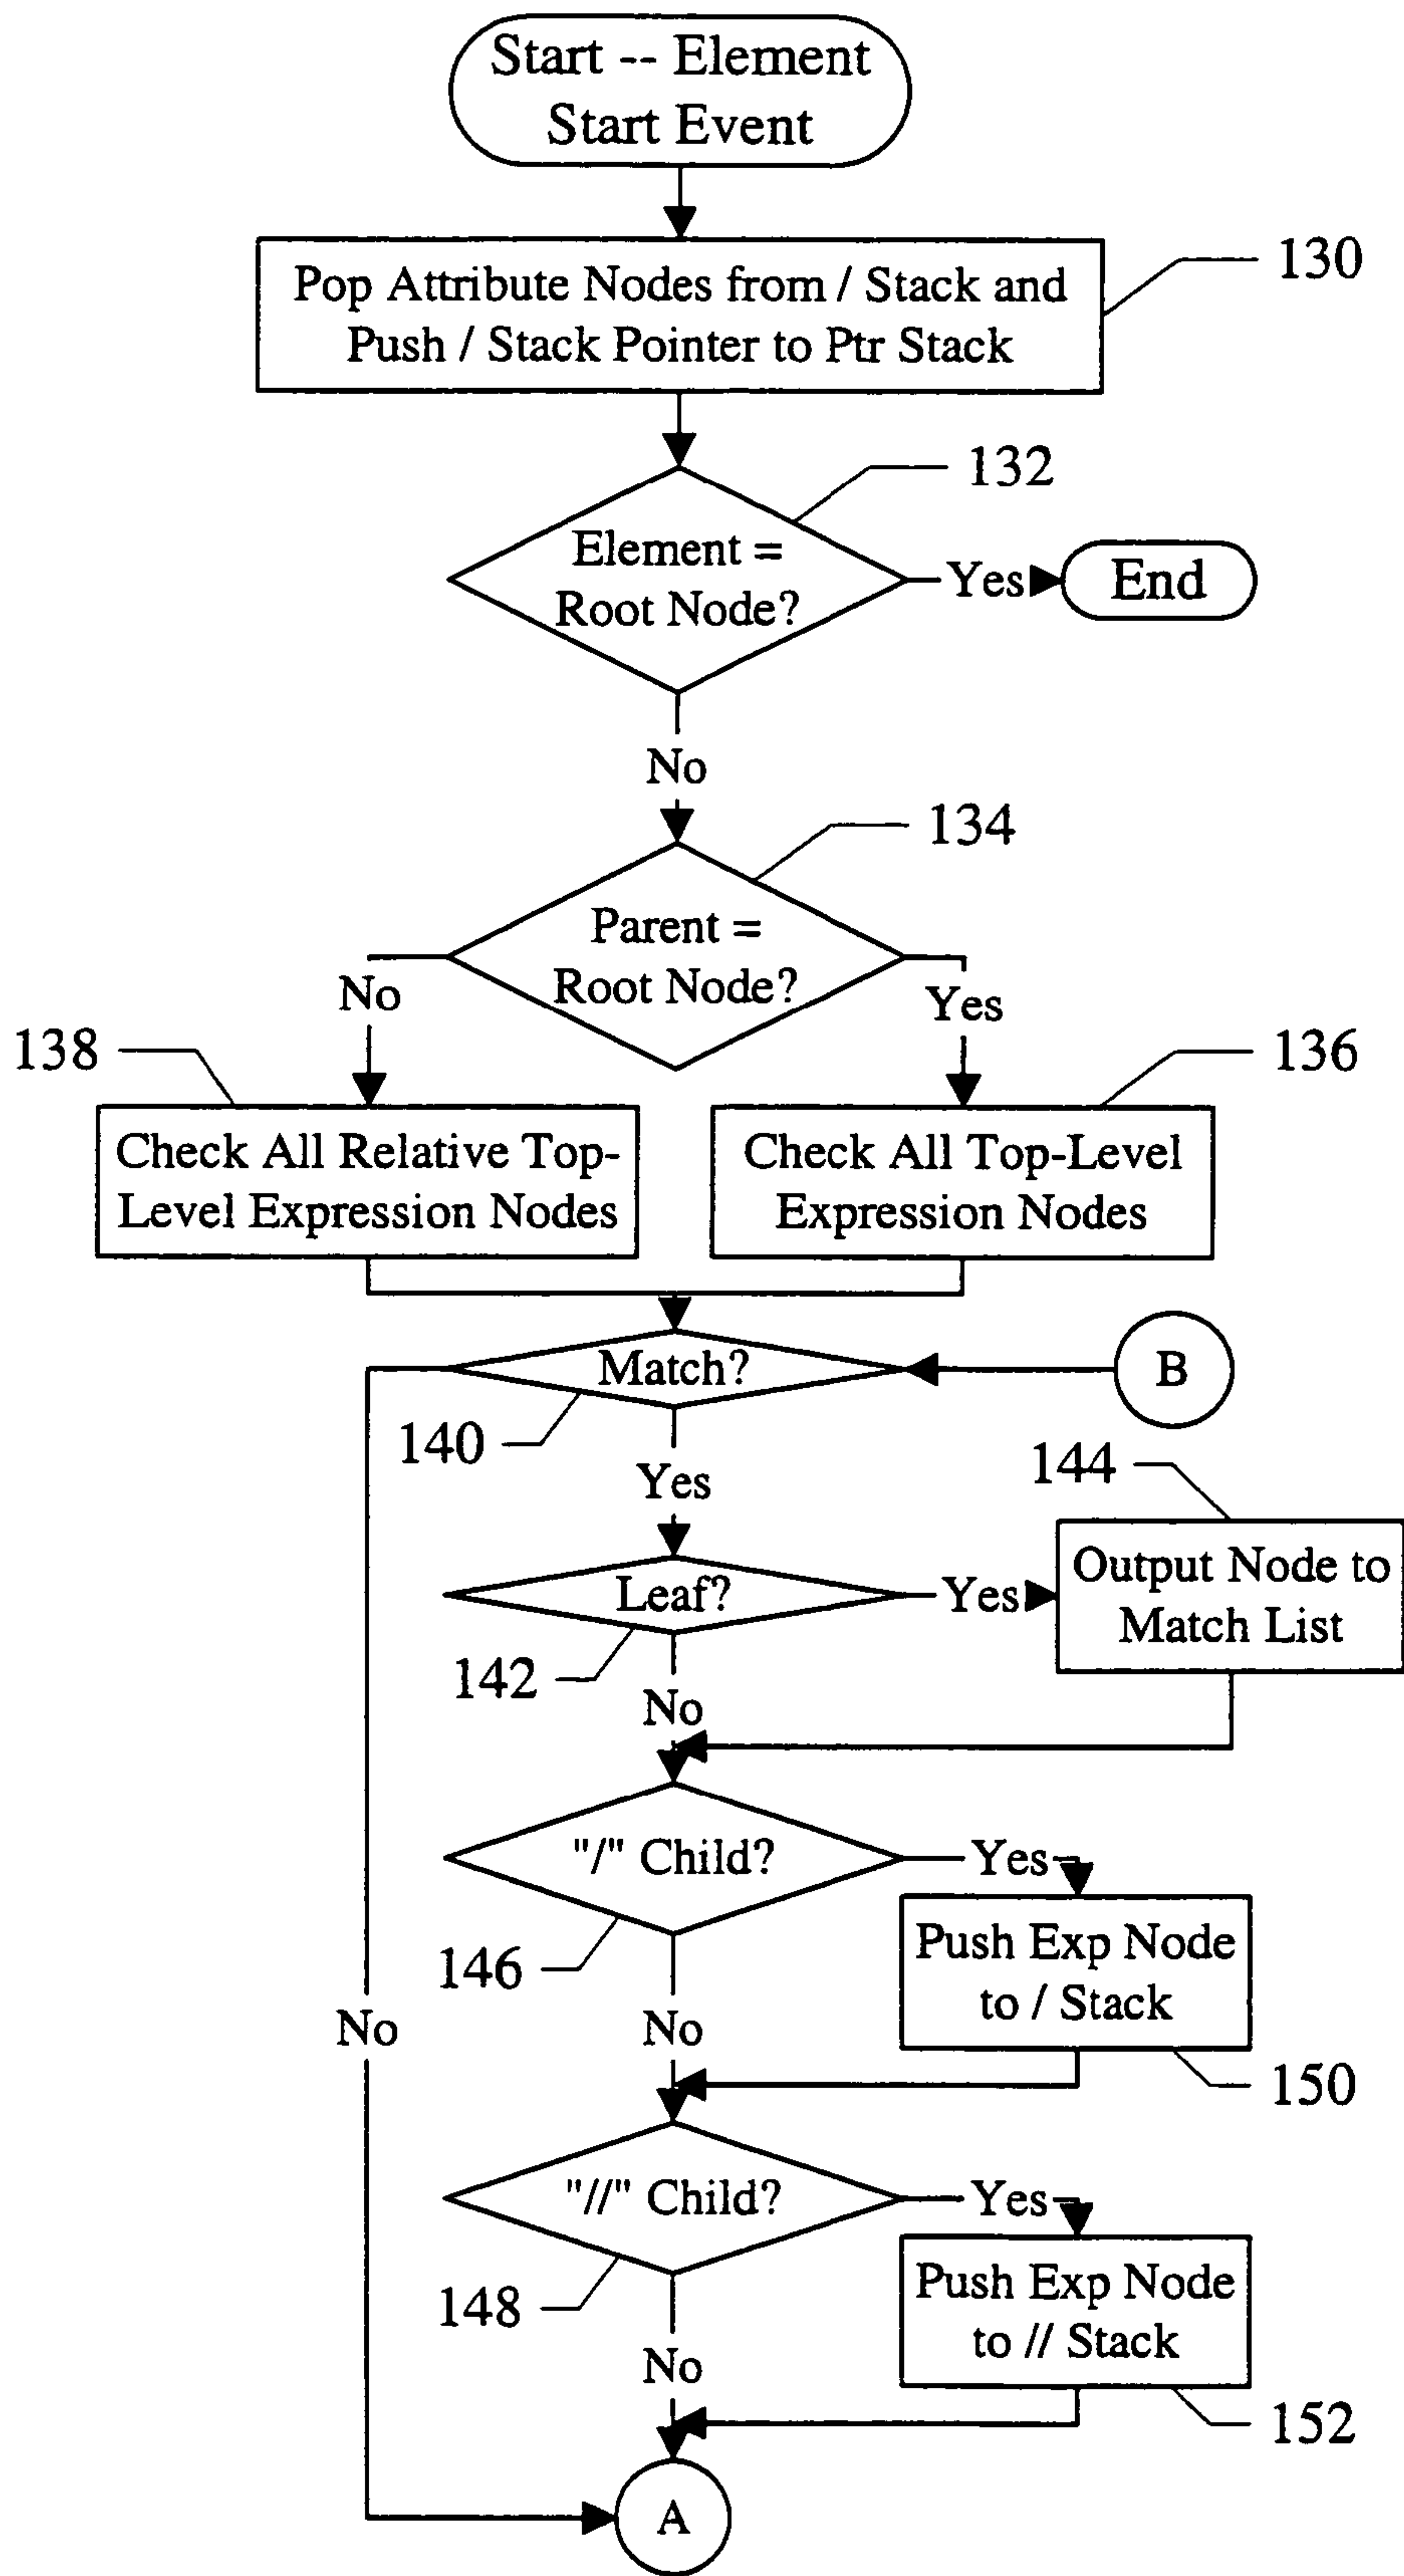 Start -- Element
Start Event
Pop Attribute Nodes from / Stack and
Push / Stack Pointer to Ptr Stack
130
132
Element =
Root Node?
Yes
End
No
134
Parent =
Root Node?
No
Yes
138
136
Check All Relative Top-
Level Expression Nodes
Check All Top-Level
Expression Nodes
Match?
B
140
Yes
144
Output Node to
Match List
Leaf?
Yes
142
No
"/" Child?
Yes
146
Push Exp Node
to / Stack
No
No
150
"//" Child?
Yes
148
Push Exp Node
to // Stack
No
152
A